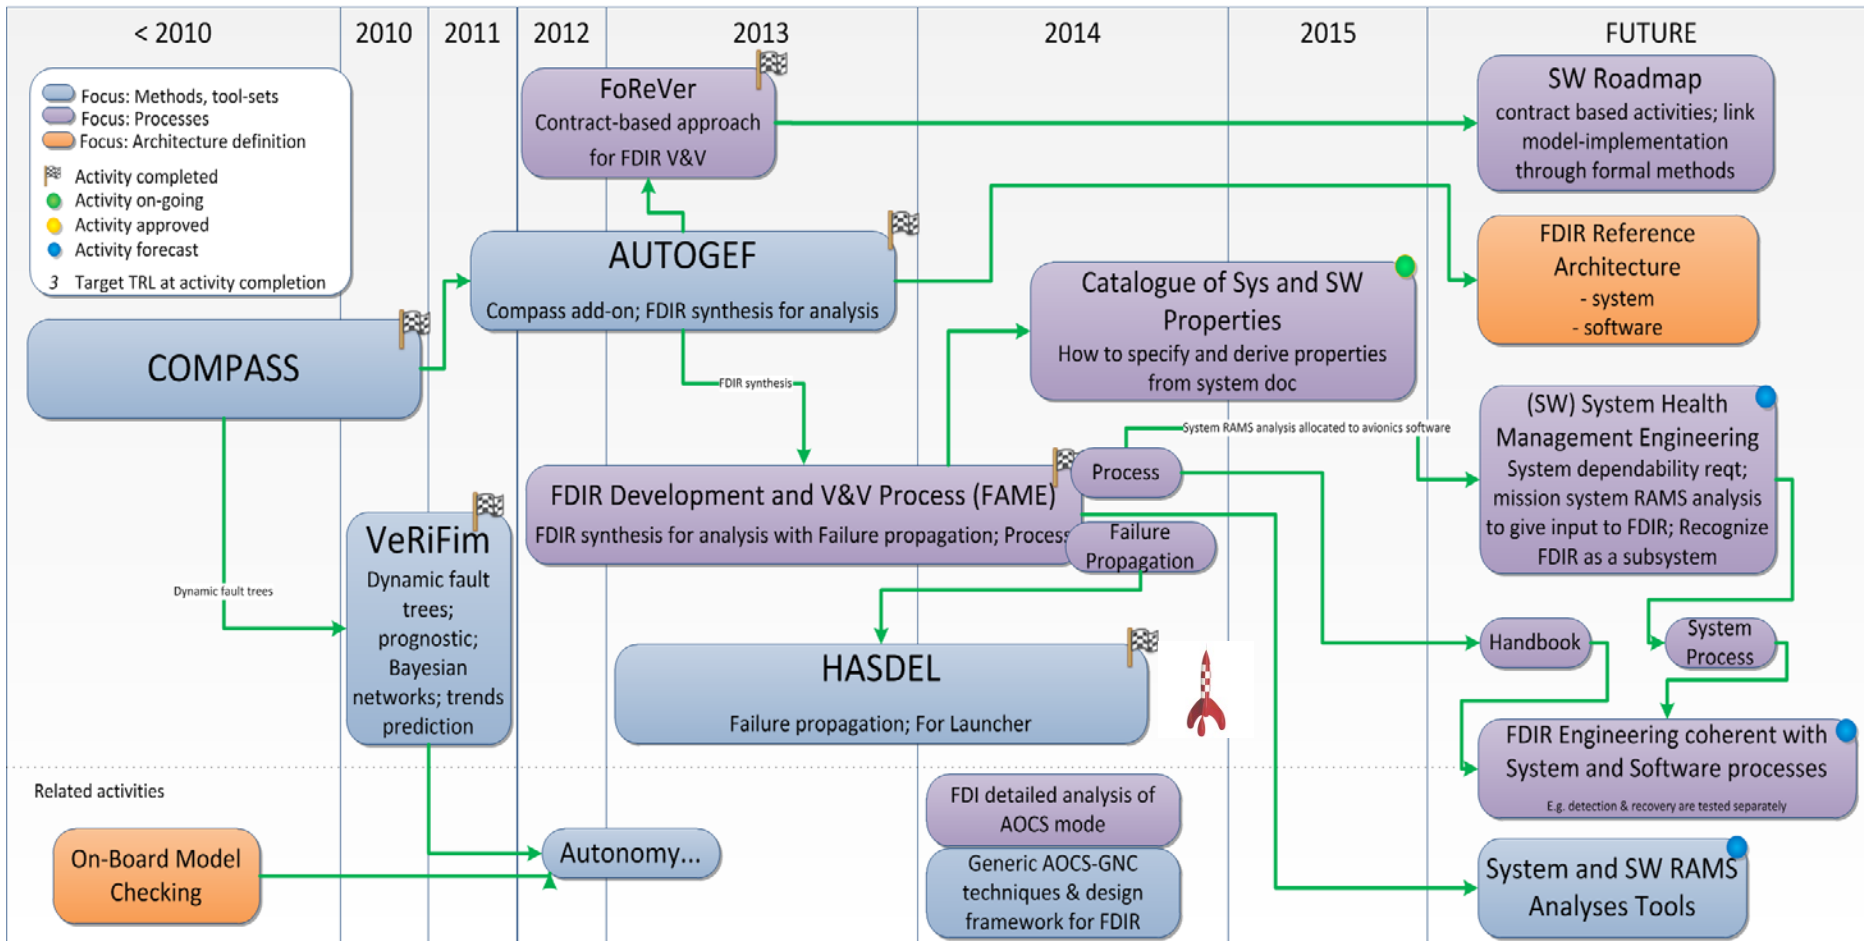 < 2010
2010
2011
2012
2013
2014
2015
FUTURE
Focus: Methods, tool-sets
Focus: Processes
Focus: Architecture definition
Activity completed
Activity on-going
Activity approved
Activity forecast
3 Target TRL at activity completion
FoReVer
Contract-based approach
for FDIR V&V
SW Roadmap
contract based activities; link
model-implementation
through formal methods
AUTOGEF
Compass add-on; FDIR synthesis for analysis
FDIR Reference
Architecture
- system
- software
Catalogue of Sys and SW
Properties
How to specify and derive properties
from system doc
COMPASS
FDIR synthesis
System RAMS analysis allocated to avionics software
(SW) System Health
Management Engineering
System dependability reqt;
mission system RAMS analysis
to give input to FDIR; Recognize
FDIR as a subsystem
Process
FDIR Development and V&V Process (FAME)
FDIR synthesis for analysis with Failure propagation; Process
Failure
Propagation
VeRiFim
Dynamic fault
trees;
prognostic;
Bayesian
networks; trends
prediction
Dynamic fault trees
HASDEL
Failure propagation; For Launcher
Handbook
System
Process
FDIR Engineering coherent with
System and Software processes
E.g. detection & recovery are tested separately
Related activities
On-Board Model
Checking
Autonomy...
FDI detailed analysis of
AOCS mode
Generic AOCS-GNC
techniques & design
framework for FDIR
System and SW RAMS
Analyses Tools